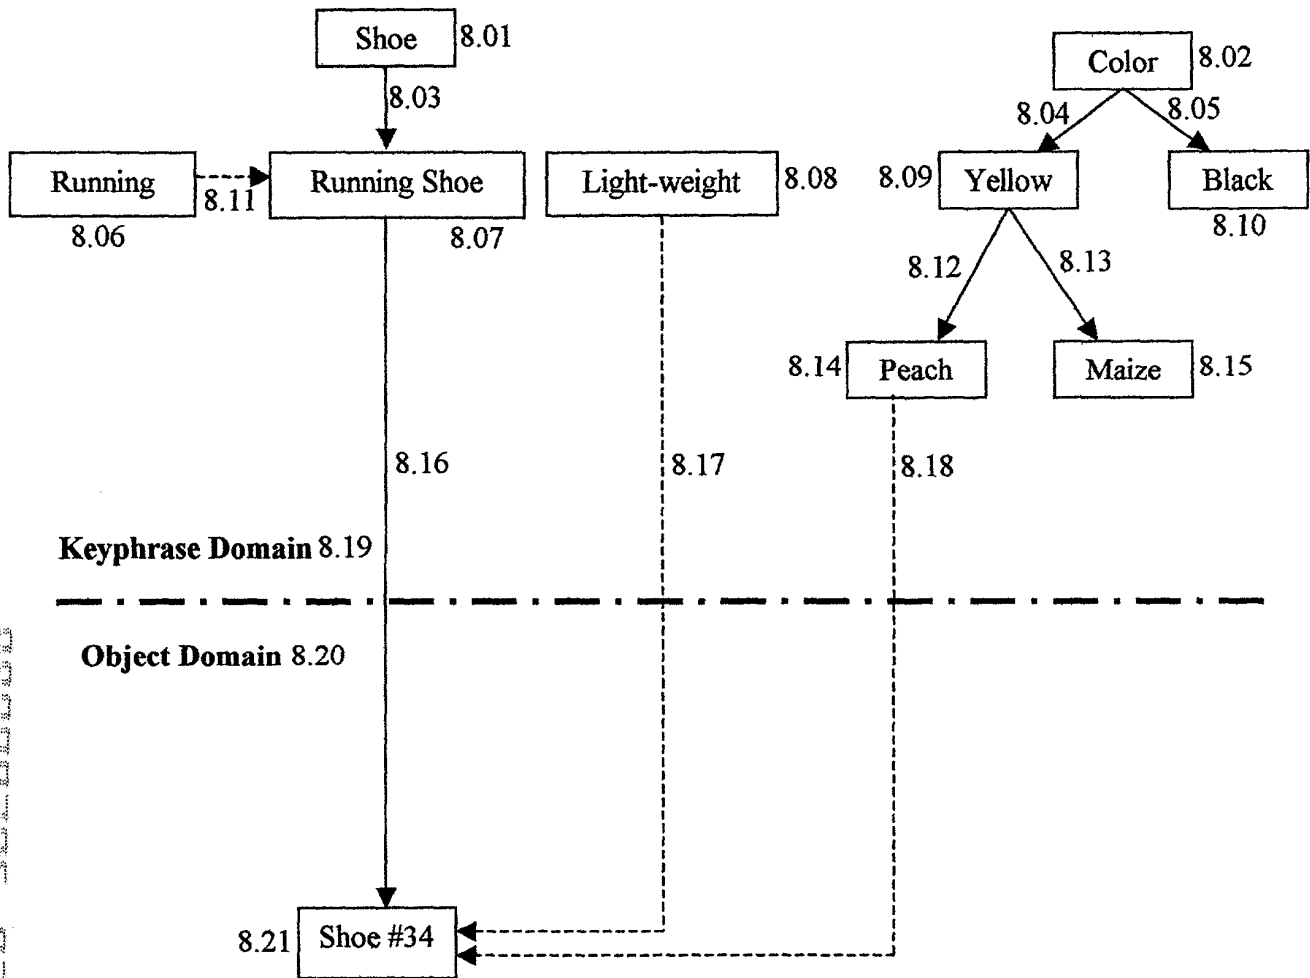 Shoe 8.01
Color 8.02
8.03
8.04 8.05
Running Running Shoe Light-weight 8.08 8.09 Yellow Black
8.11
8.06 8.07 8.10
8.12 8.13
8.14 Peach Maize 8.15
8.16 8.17 8.18
Keyphrase Domain 8.19
Object Domain 8.20
8.21 Shoe #34